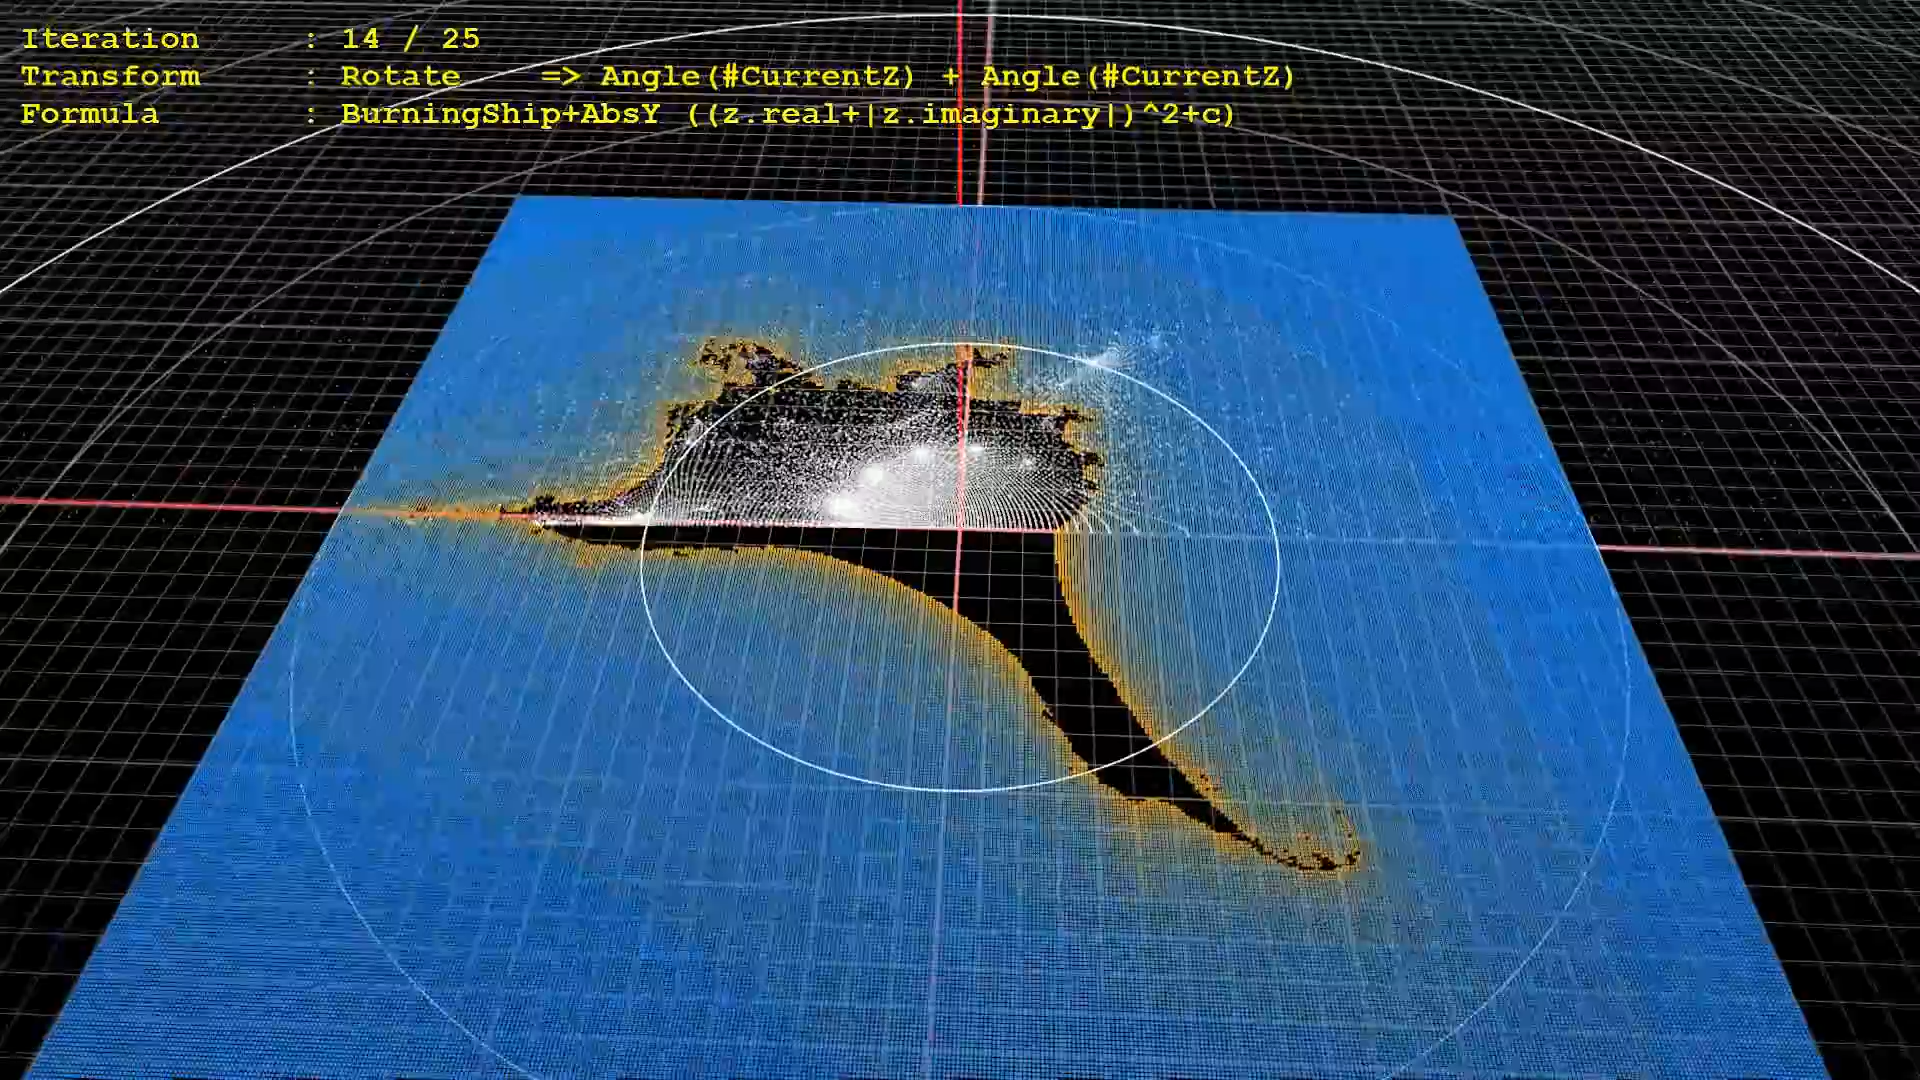 Iteration : 14 / 25
Transform : Rotate => Angle(#CurrentZ) + Angle(#CurrentZ)
Formula : BurningShip+AbsY ((z.real+|z.imaginary|)^2+c)